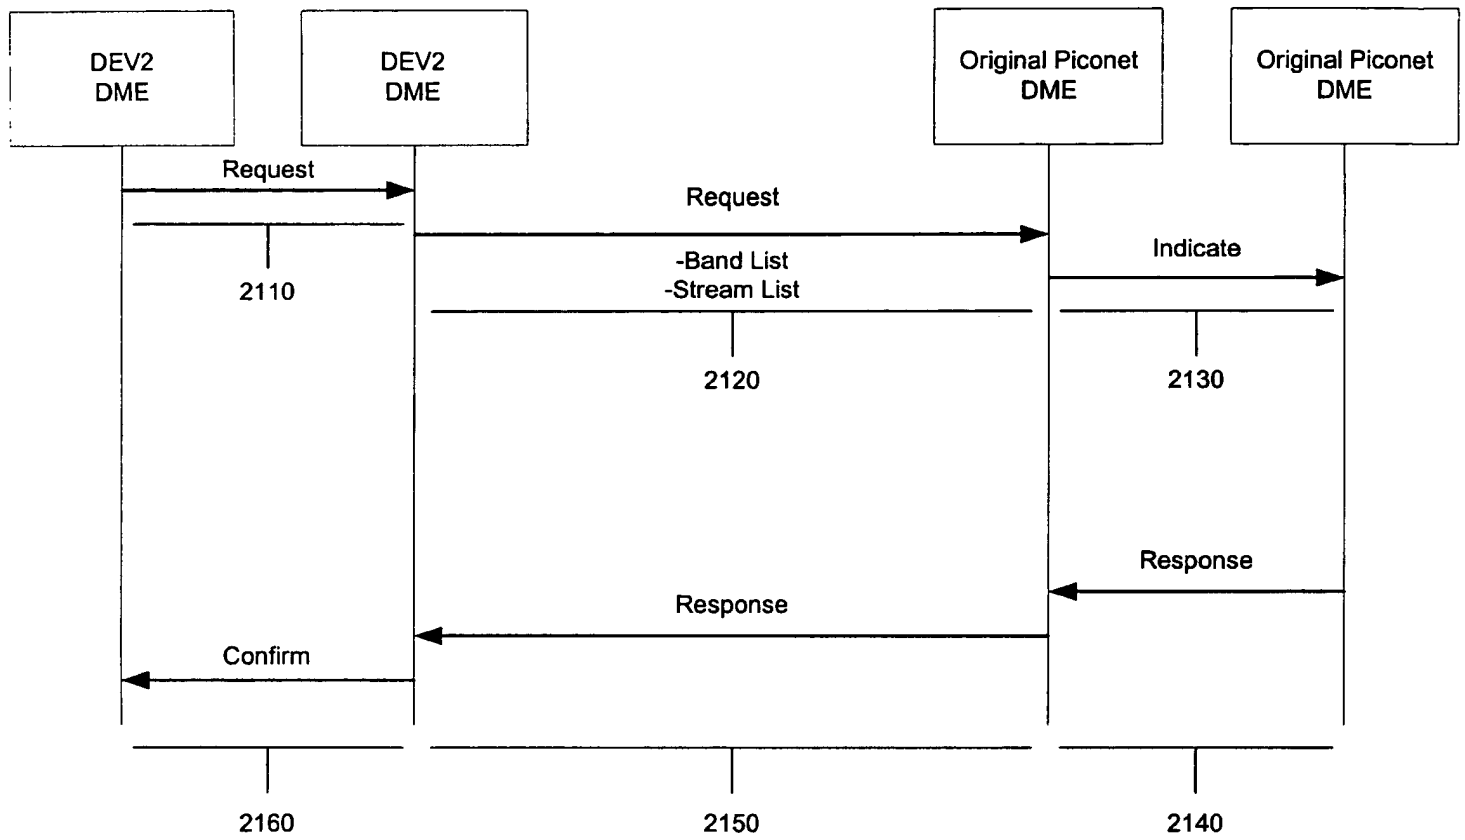 DEV2
DME
DEV2
DME
Original Piconet
DME
Original Piconet
DME
Request
Request
Indicate
-Band List
-Stream List
2110
2120
2130
Response
Response
Confirm
2160
2150
2140